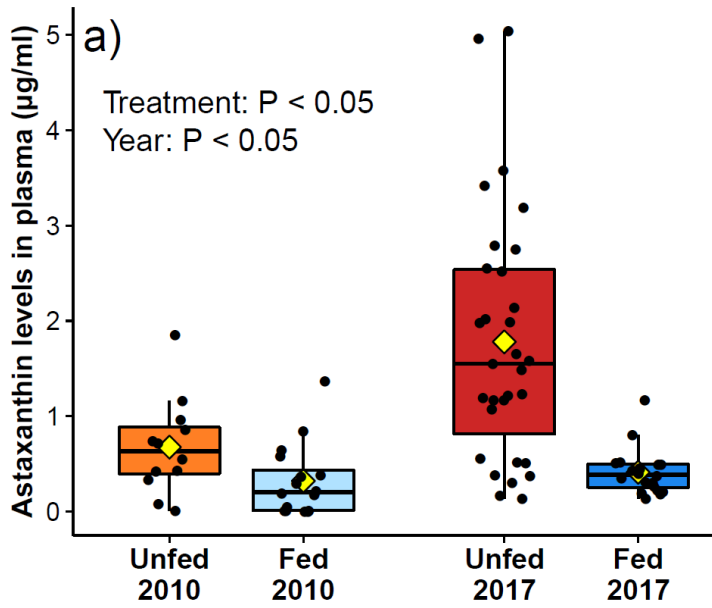 a)
Treatment: P < 0.05
Year: P < 0.05
Astaxanthin levels in plasma (µg/ml)
5
4
3
2
1
0
Unfed
2010
Fed
2010
Unfed
2017
Fed
2017